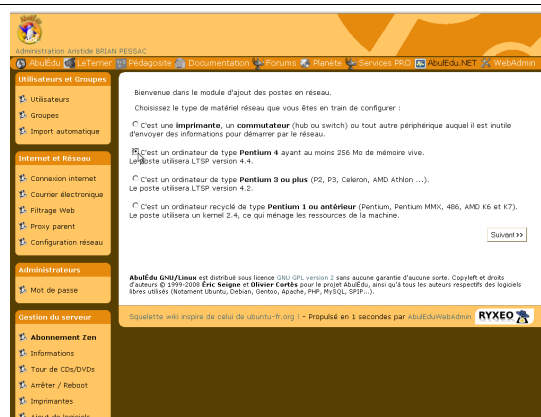 AbulÉdu
Administration Aristide BRIAN PESSAC
AbulÉdu LeTerrier Pédagosite Documentation Forums Planète Services PRO AbulEdu.NET WebAdmin
Utilisateurs et Groupes
Utilisateurs
Groupes
Import automatique
Internet et Réseau
Connexion internet
Courrier électronique
Filtrage Web
Proxy parent
Configuration réseau
Administrateurs
Mot de passe
Gestion du serveur
Abonnement Zen
Informations
Tour de CDs/DVDs
Arrêter / Reboot
Imprimantes
Ajout de logiciels
Bienvenue dans le module d'ajout des postes en réseau.
Choisissez le type de matériel réseau que vous êtes en train de configurer :
C'est une imprimante, un commutateur (hub ou switch) ou tout autre périphérique auquel il est inutile
d'envoyer des informations pour démarrer par le réseau.
C'est un ordinateur de type Pentium 4 ayant au moins 256 Mo de mémoire vive.
Le poste utilisera LTSP version 4.4.
C'est un ordinateur de type Pentium 3 ou plus (P2, P3, Celeron, AMD Athlon ...).
Le poste utilisera LTSP version 4.2.
C'est un ordinateur recyclé de type Pentium 1 ou antérieur (Pentium, Pentium MMX, 486, AMD K6 et K7).
Le poste utilisera un kernel 2.4, ce qui ménage les ressources de la machine.
Suivant >>
AbulÉdu GNU/Linux est distribué sous licence GNU GPL version 2 sans aucune garantie d'aucune sorte. Copyleft et droits
d'auteurs © 1999-2008 Éric Seigne et Olivier Cortès pour le projet AbulÉdu, ainsi qu'à tous les auteurs respectifs des logiciels
libres utilisés (Notament Ubuntu, Debian, Gentoo, Apache, PHP, MySQL, SPIP...).
Squelette wiki inspire de celui de ubuntu-fr.org ! - Propulsé en 1 secondes par AbulEduWebAdmin RYXEO